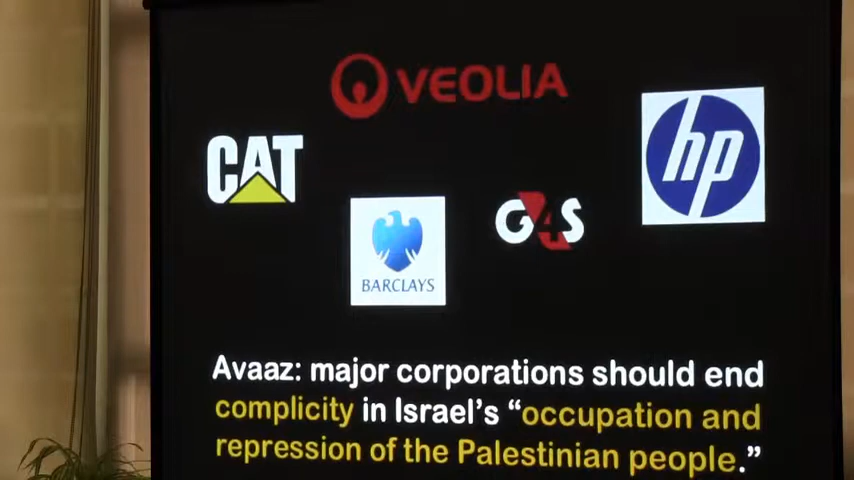 VEOLIA
CAT
hp
BARCLAYS
G4S
Avaaz: major corporations should end
complicity in Israel's “occupation and
repression of the Palestinian people.”